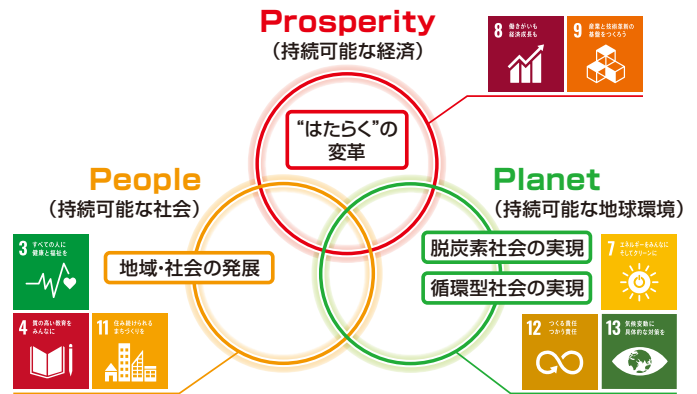 Prosperity
(持続可能な経済)
8 働きがいも
経済成長も
9 産業と技術革新の
基盤をつくろう
“はたらく”の
変革
People
(持続可能な社会)
Planet
(持続可能な地球環境)
3 すべての人に
健康と福祉を
地域・社会の発展
脱炭素社会の実現
循環型社会の実現
7 エネルギーをみんなに
そしてクリーンに
4 質の高い教育を
みんなに
11 住み続けられる
まちづくりを
12 つくる責任
つかう責任
13 気候変動に
具体的な対策を